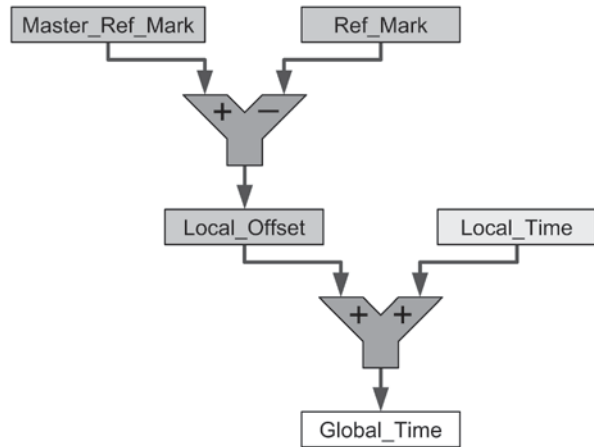 Master_Ref_Mark
Ref_Mark
+ −
Local_Offset
Local_Time
+ +
Global_Time